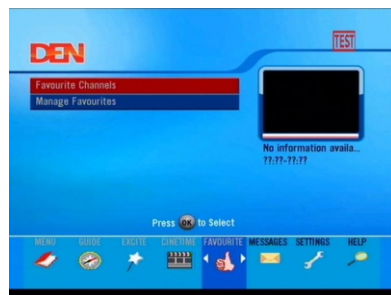 TEST
DEN
Favourite Channels
Manage Favourites
No information availa...
??:??-??:??
Press OK to Select
MENU GUIDE EXCITE CINETIME FAVOURITE MESSAGES SETTINGS HELP